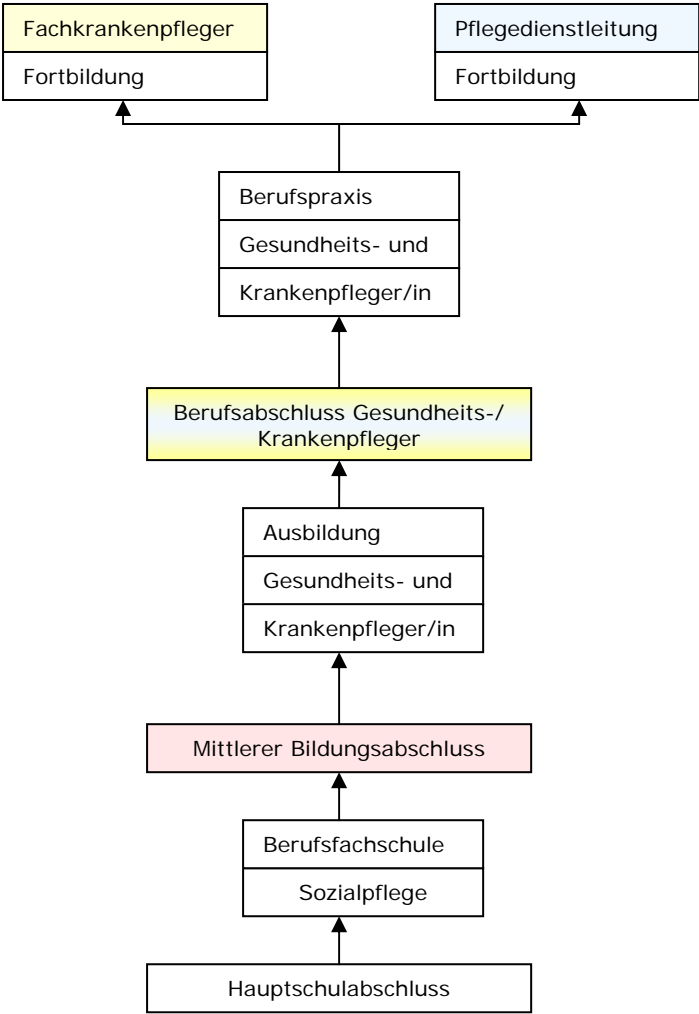 Fachkrankenpfleger
Fortbildung
Pflegedienstleitung
Fortbildung
Berufspraxis
Gesundheits- und
Krankenpfleger/in
Berufsabschluss Gesundheits-/
Krankenpfleger
Ausbildung
Gesundheits- und
Krankenpfleger/in
Mittlerer Bildungsabschluss
Berufsfachschule
Sozialpflege
Hauptschulabschluss